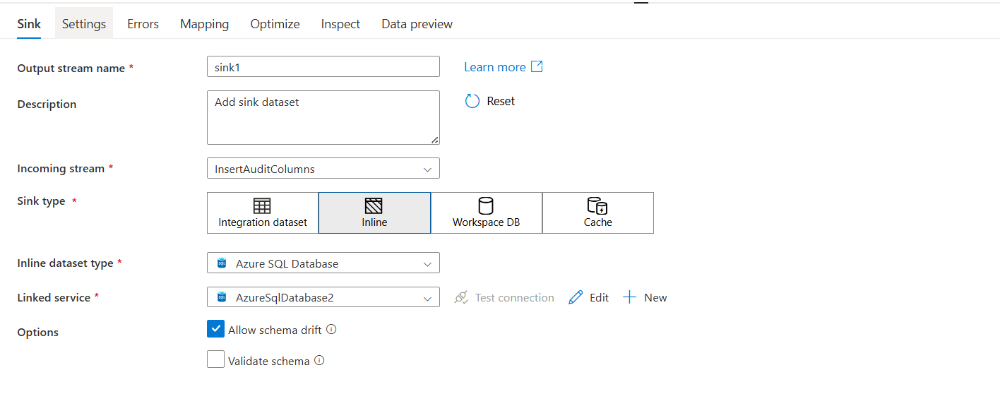 Sink Settings Errors Mapping Optimize Inspect Data preview
Output stream name * sink1 Learn more
Description Add sink dataset Reset
Incoming stream * InsertAuditColumns
Sink type *
Integration dataset Inline Workspace DB Cache
Inline dataset type * SQL Azure SQL Database
Linked service * SQL AzureSqlDatabase2 Test connection Edit New
Options Allow schema drift
Validate schema